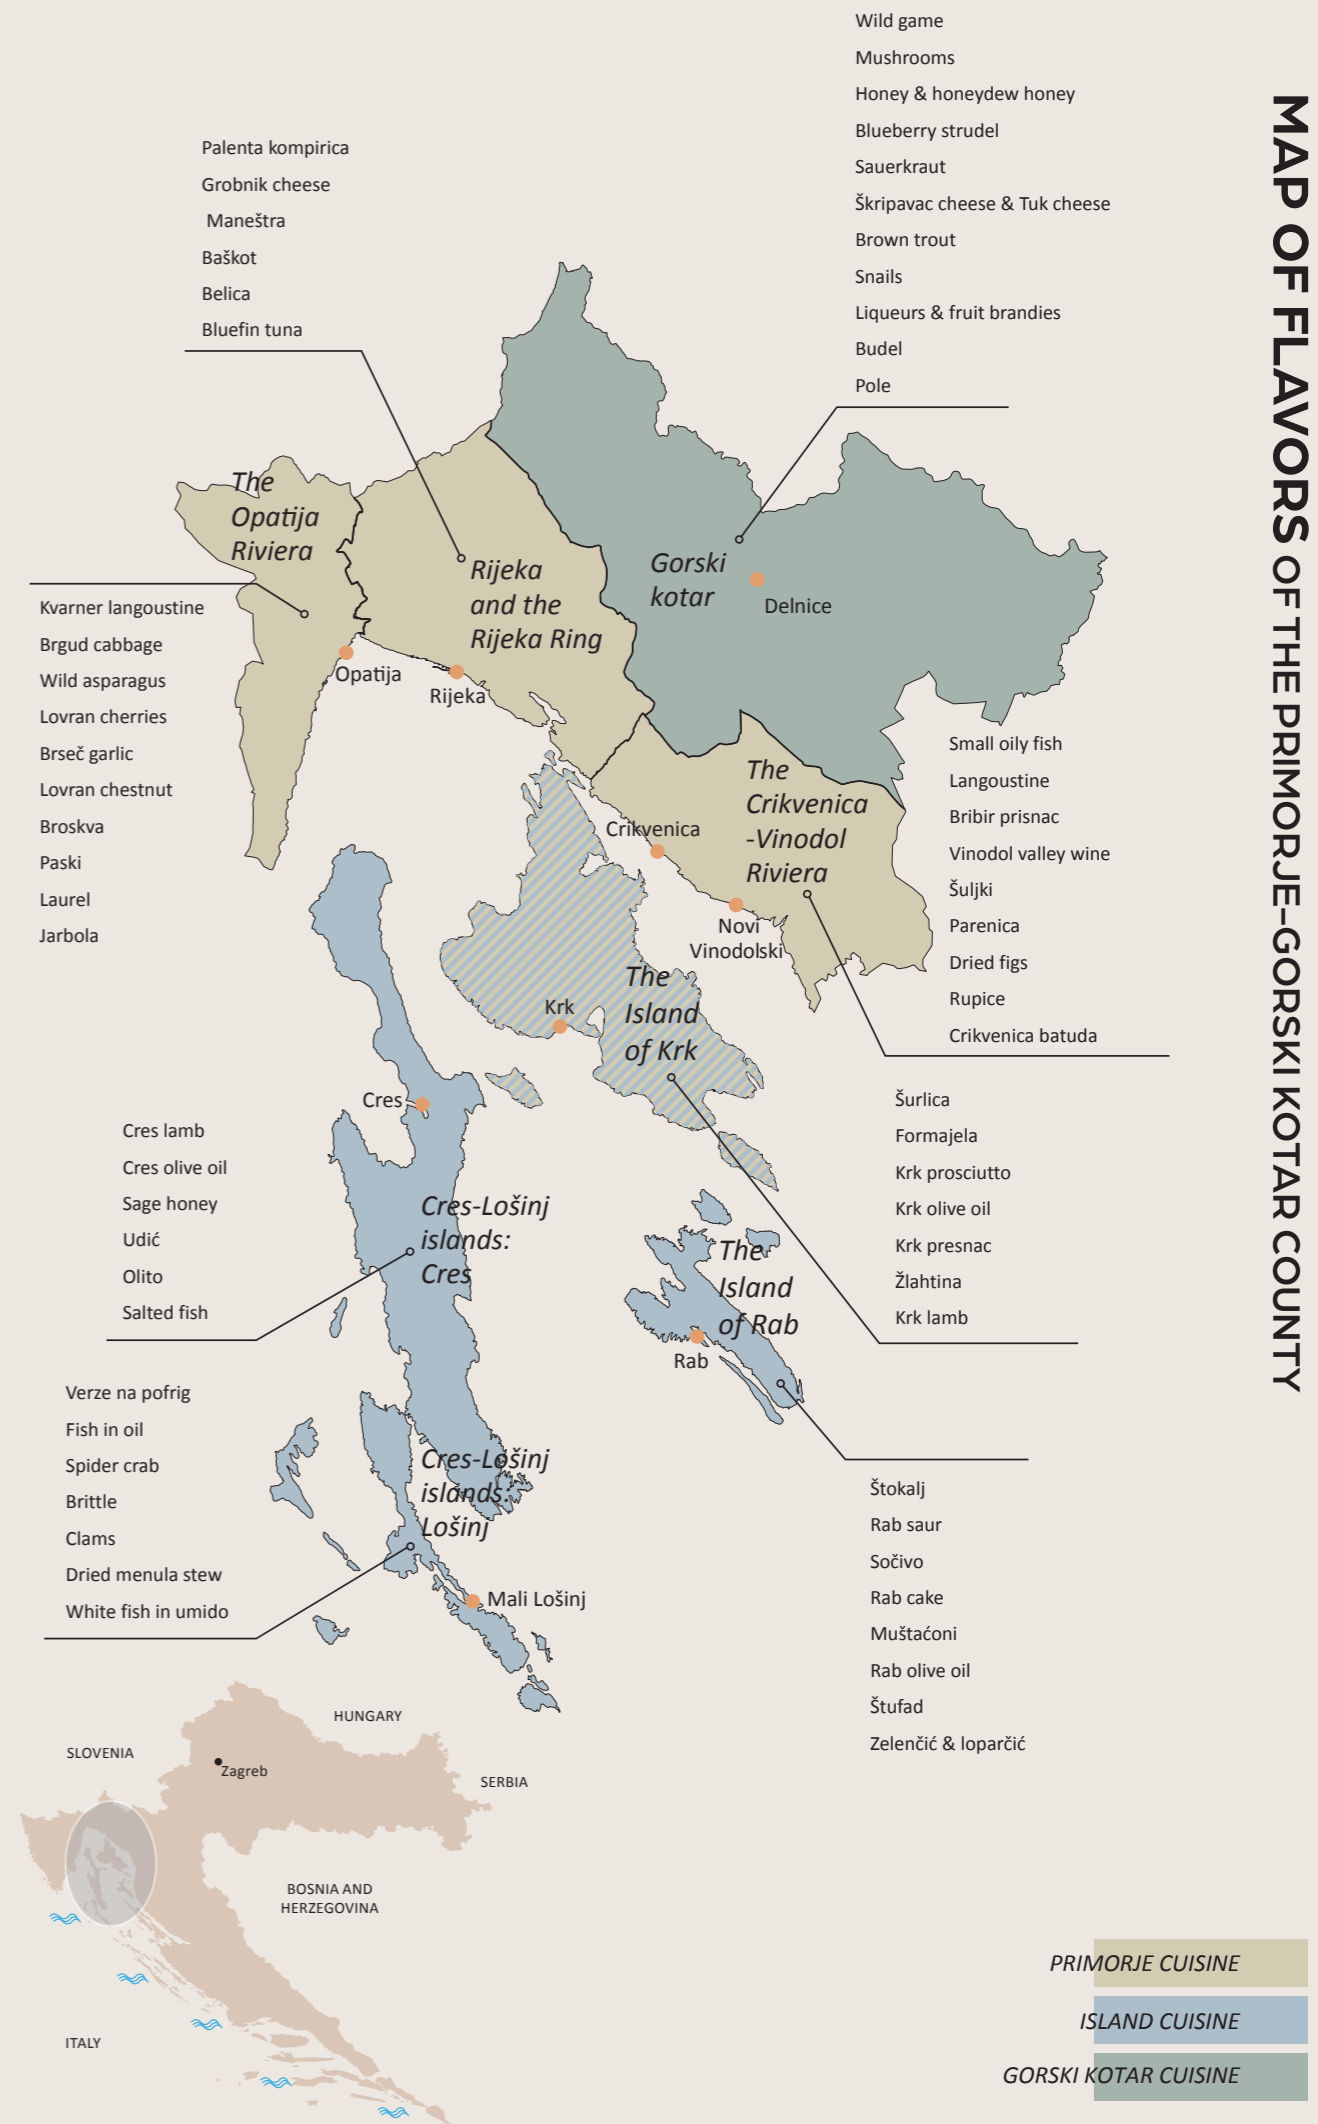 MAP OF FLAVORS OF THE PRIMORJE–GORSKI KOTAR COUNTY
Wild game
Mushrooms
Honey & honeydew honey
Blueberry strudel
Sauerkraut
Škripavac cheese & Tuk cheese
Brown trout
Snails
Liqueurs & fruit brandies
Budel
Pole
Palenta kompirica
Grobnik cheese
Maneštra
Baškot
Belica
Bluefin tuna
The
Opatija
Riviera
Rijeka
and the
Rijeka Ring
Gorski
kotar
Delnice
Opatija
Rijeka
Kvarner langoustine
Brgud cabbage
Wild asparagus
Lovran cherries
Brseč garlic
Lovran chestnut
Broskva
Paski
Laurel
Jarbola
The
Crikvenica
-Vinodol
Riviera
Crikvenica
Novi
Vinodolski
Small oily fish
Langoustine
Bribir prisnac
Vinodol valley wine
Šuljki
Parenica
Dried figs
Rupice
Crikvenica batuda
The
Island
of Krk
Krk
Šurlica
Formajela
Krk prosciutto
Krk olive oil
Krk presnac
Žlahtina
Krk lamb
Cres
Cres lamb
Cres olive oil
Sage honey
Udić
Olito
Salted fish
Cres-Lošinj
islands:
Cres
The
Island
of Rab
Rab
Verze na pofrig
Fish in oil
Spider crab
Brittle
Clams
Dried menula stew
White fish in umido
Cres-Lošinj
islands:
Lošinj
Mali Lošinj
Štokalj
Rab saur
Sočivo
Rab cake
Muštaćoni
Rab olive oil
Štufad
Zelenčić & loparčić
HUNGARY
SLOVENIA
Zagreb
SERBIA
BOSNIA AND
HERZEGOVINA
ITALY
PRIMORJE CUISINE
ISLAND CUISINE
GORSKI KOTAR CUISINE